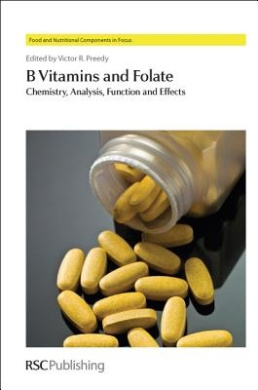 Food and Nutritional Components in Focus
Edited by Victor R. Preedy
B Vitamins and Folate
Chemistry, Analysis, Function and Effects
RSCPublishing